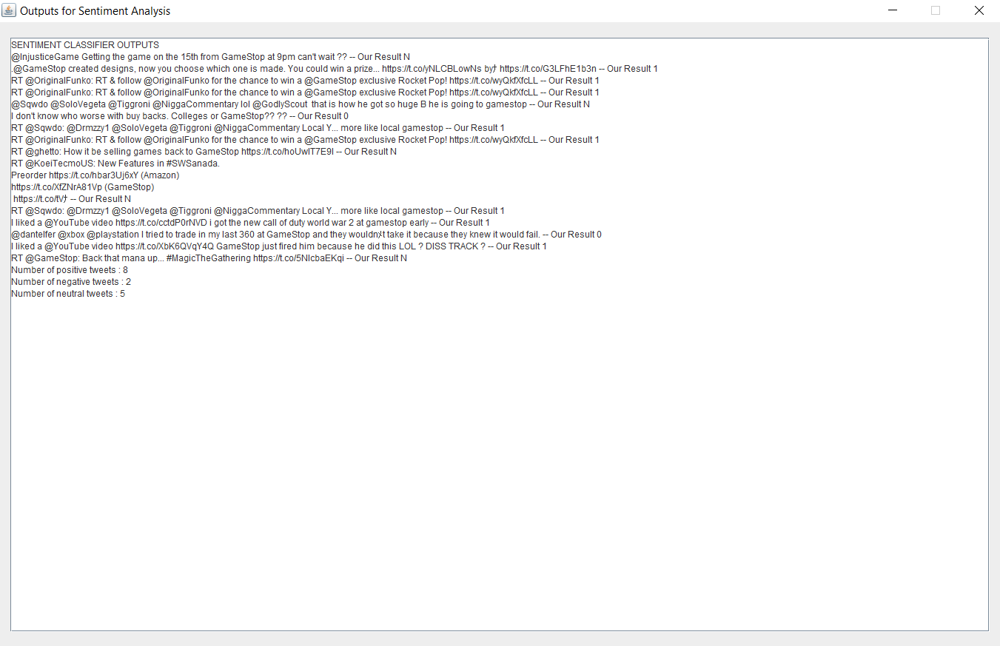 Outputs for Sentiment Analysis
SENTIMENT CLASSIFIER OUTPUTS
@InjusticeGame Getting the game on the 15th from GameStop at 9pm can't wait ?? -- Our Result N
.@GameStop created designs, now you choose which one is made. You could win a prize... https://t.co/yNLCBLowNs byﾅ https://t.co/G3LFhE1b3n -- Our Result 1
RT @OriginalFunko: RT & follow @OriginalFunko for the chance to win a @GameStop exclusive Rocket Pop! https://t.co/wyQkfXfcLL -- Our Result 1
RT @OriginalFunko: RT & follow @OriginalFunko for the chance to win a @GameStop exclusive Rocket Pop! https://t.co/wyQkfXfcLL -- Our Result 1
@Sqwdo @SoloVegeta @Tiggroni @NiggaCommentary lol @GodlyScout  that is how he got so huge B he is going to gamestop -- Our Result N
I don't know who worse with buy backs. Colleges or GameStop?? ?? -- Our Result 0
RT @Sqwdo: @Drmzzy1 @SoloVegeta @Tiggroni @NiggaCommentary Local Y... more like local gamestop -- Our Result 1
RT @OriginalFunko: RT & follow @OriginalFunko for the chance to win a @GameStop exclusive Rocket Pop! https://t.co/wyQkfXfcLL -- Our Result 1
RT @ghetto: How it be selling games back to GameStop https://t.co/hoUwIT7E9I -- Our Result N
RT @KoeiTecmoUS: New Features in #SWSanada.
Preorder https://t.co/hbar3Uj6xY (Amazon)
https://t.co/XfZNrA81Vp (GameStop)
https://t.co/tVﾅ -- Our Result N
RT @Sqwdo: @Drmzzy1 @SoloVegeta @Tiggroni @NiggaCommentary Local Y... more like local gamestop -- Our Result 1
I liked a @YouTube video https://t.co/cctdP0rNVD i got the new call of duty world war 2 at gamestop early -- Our Result 1
@dantelfer @xbox @playstation I tried to trade in my last 360 at GameStop and they wouldnﾒt take it because they knew it would fail. -- Our Result 0
I liked a @YouTube video https://t.co/XbK6QVqY4Q GameStop just fired him because he did this LOL ? DISS TRACK ? -- Our Result 1
RT @GameStop: Back that mana up... #MagicTheGathering https://t.co/5NIcbaEKqi -- Our Result N
Number of positive tweets : 8
Number of negative tweets : 2
Number of neutral tweets : 5